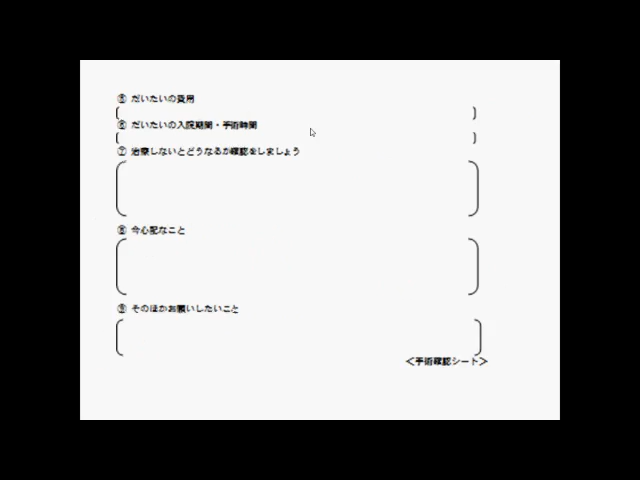 ⑤ だいたいの費用
⑥ だいたいの入院期間・手術時間
⑦ 治療しないとどうなるか確認をしましょう
⑧ 今心配なこと
⑨ そのほかお願いしたいこと
＜手術確認シート＞